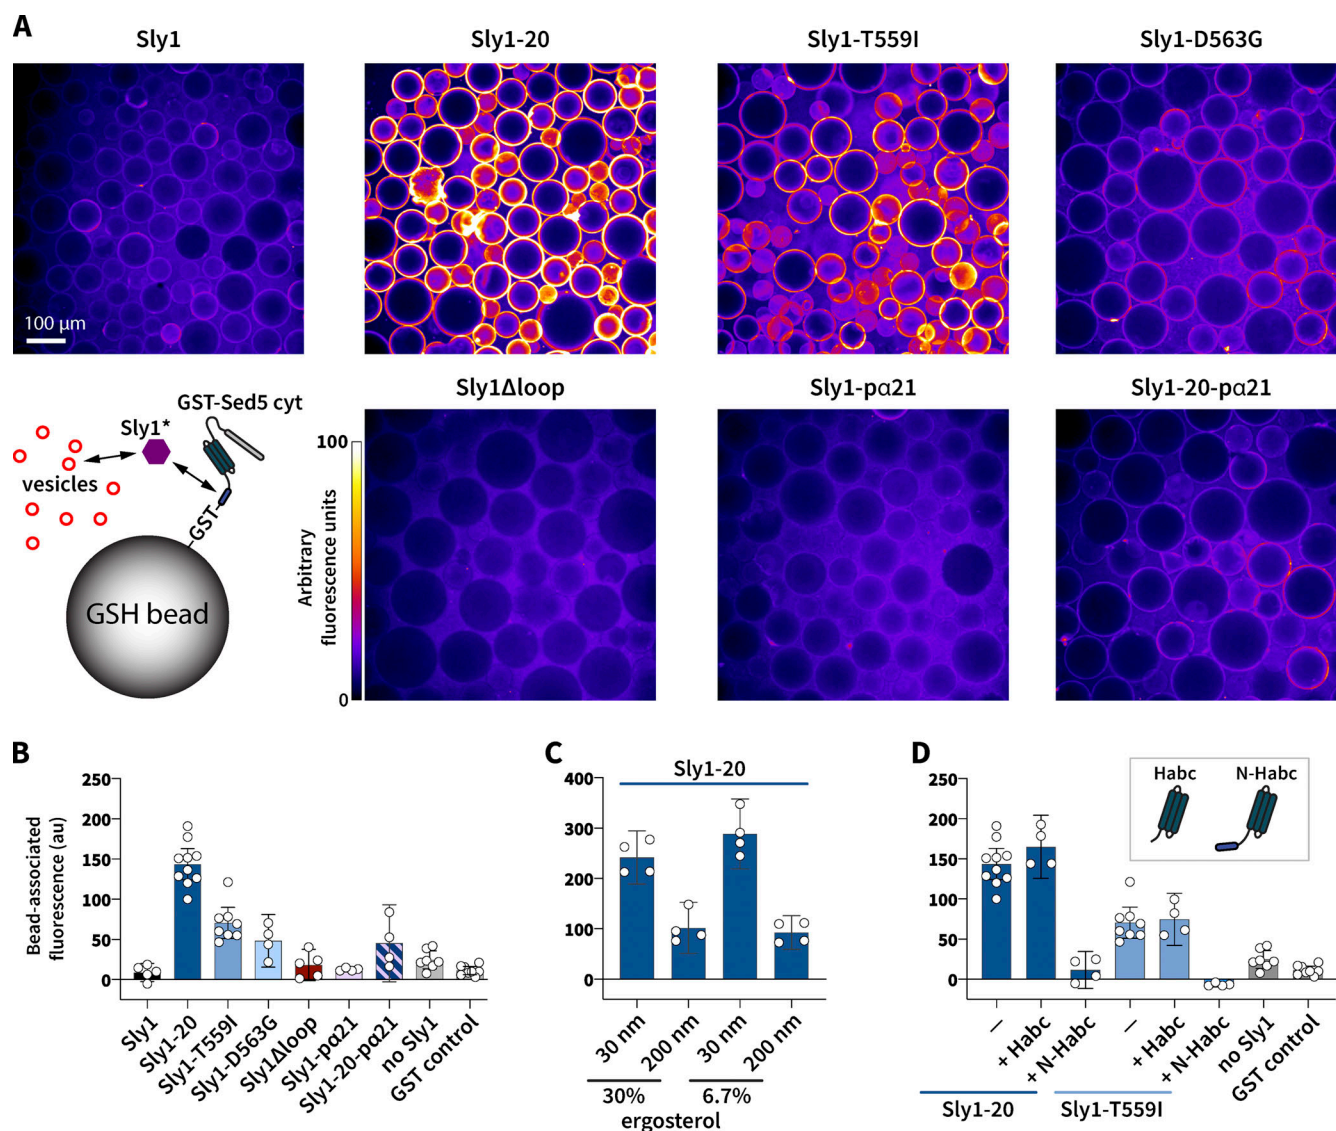 A
Sly1
Sly1-20
Sly1-T559I
Sly1-D563G
100 µm
Sly1Δloop
Sly1-pα21
Sly1-20-pα21
GST-Sed5 cyt
Sly1*
vesicles
GST
GSH bead
100
Arbitrary
fluorescence units
0
B
Bead-associated
fluorescence (au)
250
200
150
100
50
0
Sly1
Sly1-20
Sly1-T559I
Sly1-D563G
Sly1Δloop
Sly1-pα21
Sly1-20-pα21
no Sly1
GST control
C
Sly1-20
400
300
200
100
0
30 nm
200 nm
30 nm
200 nm
30%
6.7%
ergosterol
D
Habc
N-Habc
250
200
150
100
50
0
—
+ Habc
+ N-Habc
—
+ Habc
+ N-Habc
no Sly1
GST control
Sly1-20
Sly1-T559I